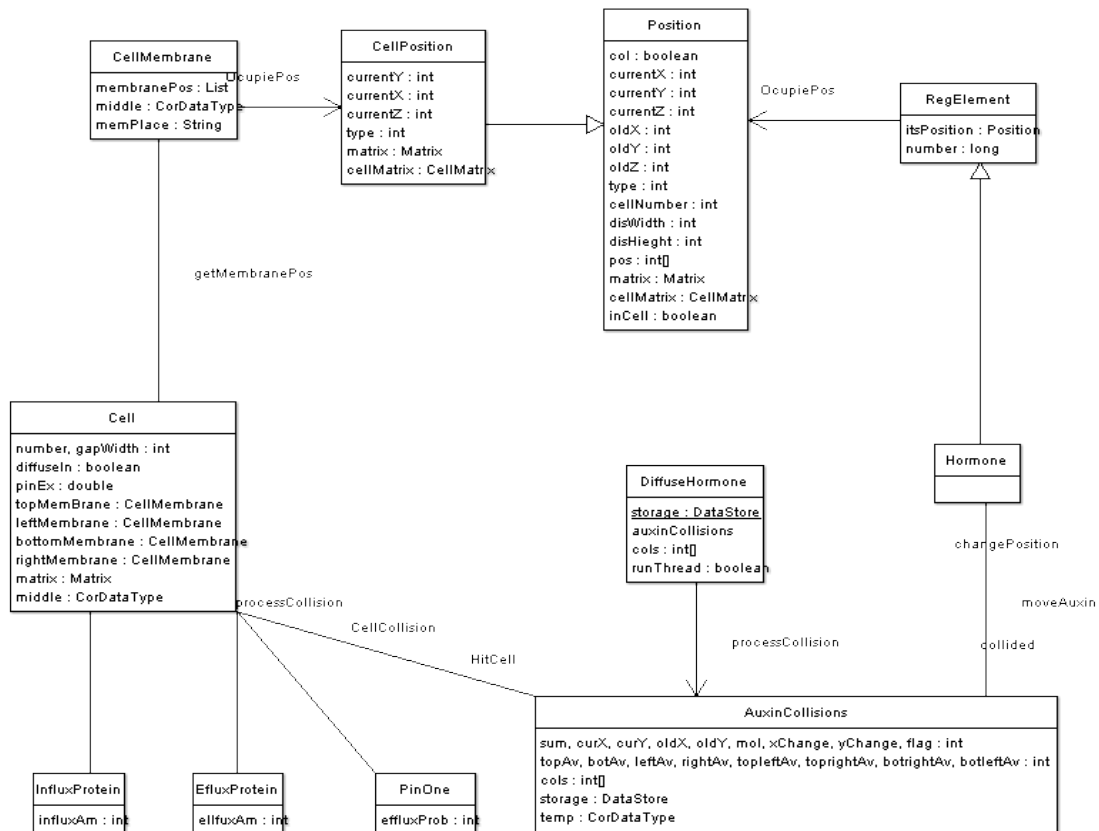 Position
col : boolean
currentX : int
currentY : int
currentZ : int
oldX : int
oldY : int
oldZ : int
type : int
cellNumber : int
disWidth : int
disHieght : int
pos : int[]
matrix : Matrix
cellMatrix : CellMatrix
inCell : boolean
CellPosition
currentY : int
currentX : int
currentZ : int
type : int
matrix : Matrix
cellMatrix : CellMatrix
CellMembrane
membranePos : List
middle : CorDataType
memPlace : String
OcupiePos
OcupiePos
RegElement
itsPosition : Position
number : long
getMembranePos
Cell
number, gapWidth : int
diffuseIn : boolean
pinEx : double
topMemBrane : CellMembrane
leftMembrane : CellMembrane
bottomMembrane : CellMembrane
rightMembrane : CellMembrane
matrix : Matrix
middle : CorDataType
DiffuseHormone
storage : DataStore
auxinCollisions
cols : int[]
runThread : boolean
Hormone
changePosition
moveAuxin
collided
processCollision
CellCollision
HitCell
processCollision
AuxinCollisions
sum, curX, curY, oldX, oldY, mol, xChange, yChange, flag : int
topAv, botAv, leftAv, rightAv, topleftAv, toprightAv, botrightAv, botleftAv : int
cols : int[]
storage : DataStore
temp : CorDataType
InfluxProtein
influxAm : int
EfluxProtein
ellfuxAm : int
PinOne
effluxProb : int